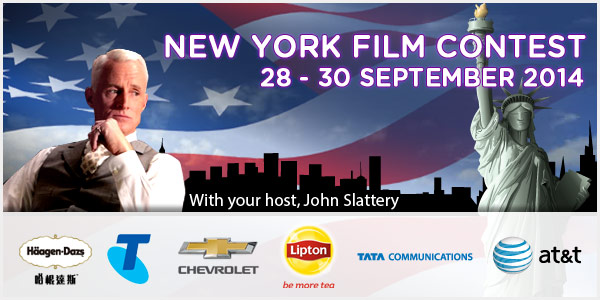 NEW YORK FILM CONTEST
28 - 30 SEPTEMBER 2014
With your host, John Slattery
Häagen-Dazs
哈根達斯
T
CHEVROLET
Lipton
be more tea
TATA COMMUNICATIONS
at&t